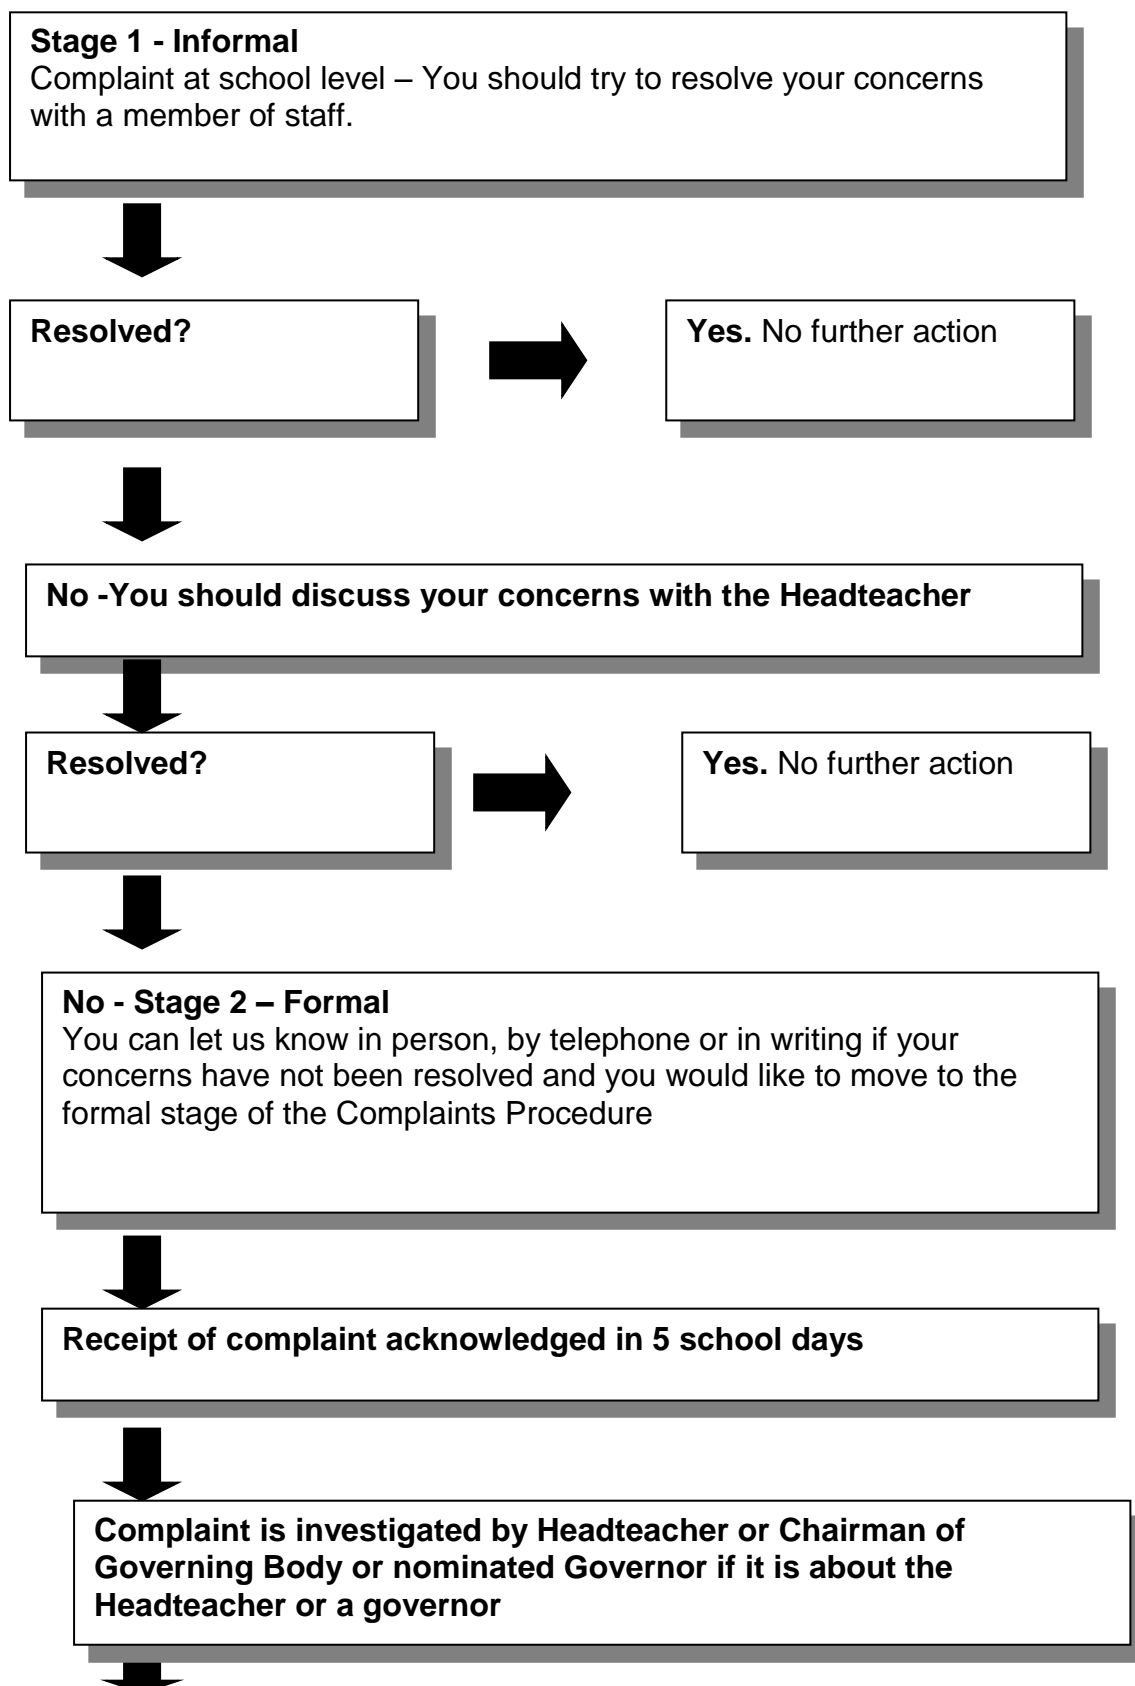 Stage 1 - Informal
Complaint at school level – You should try to resolve your concerns
with a member of staff.
Resolved?
Yes. No further action
No -You should discuss your concerns with the Headteacher
Resolved?
Yes. No further action
No - Stage 2 – Formal
You can let us know in person, by telephone or in writing if your
concerns have not been resolved and you would like to move to the
formal stage of the Complaints Procedure
Receipt of complaint acknowledged in 5 school days
Complaint is investigated by Headteacher or Chairman of
Governing Body or nominated Governor if it is about the
Headteacher or a governor